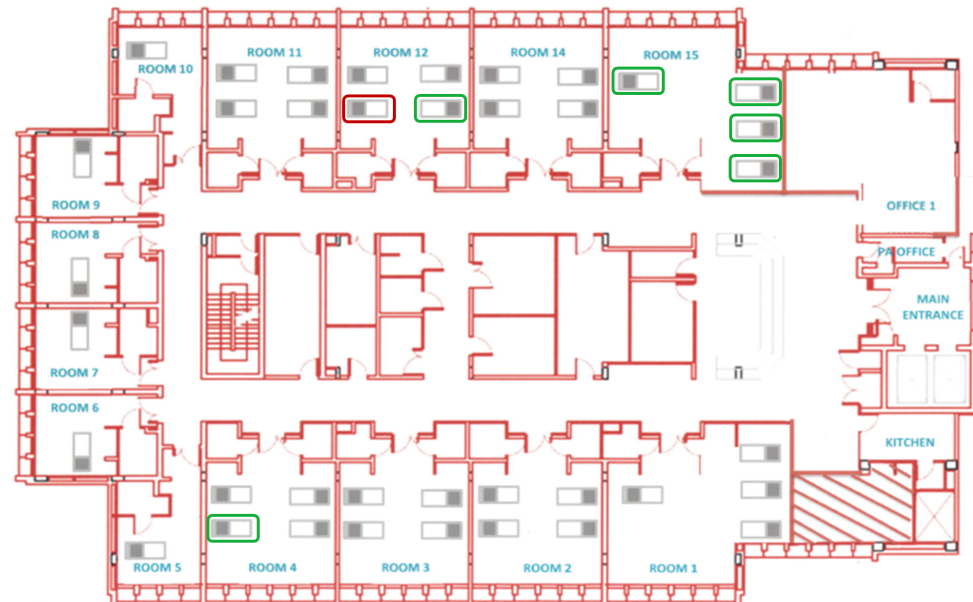 ROOM 10
ROOM 11
ROOM 12
ROOM 14
ROOM 15
ROOM 9
OFFICE 1
ROOM 8
PA OFFICE
MAIN
ENTRANCE
ROOM 7
ROOM 6
KITCHEN
ROOM 5
ROOM 4
ROOM 3
ROOM 2
ROOM 1